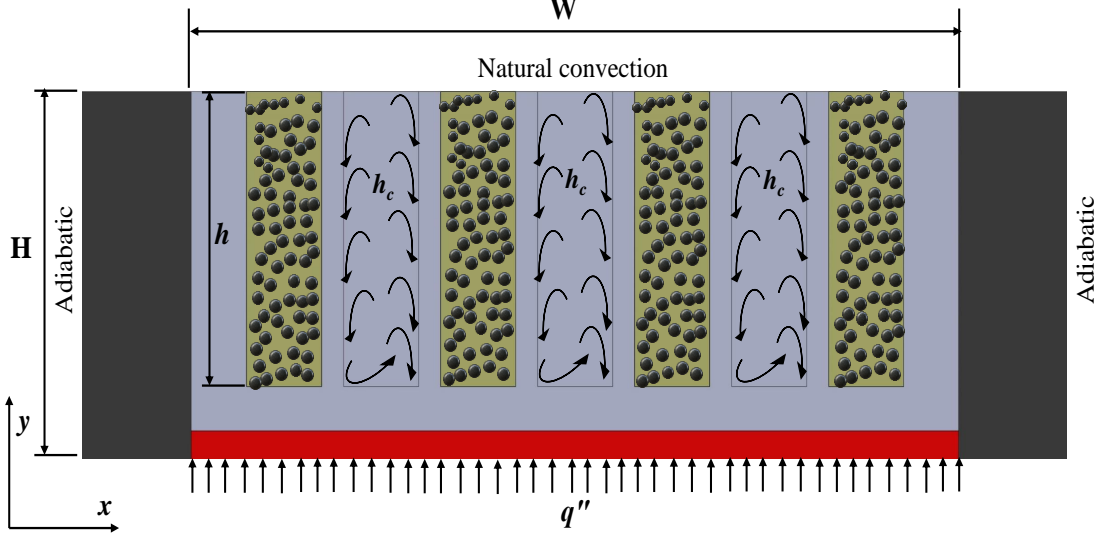 W
Natural convection
H
Adiabatic
h
h_c
h_c
h_c
Adiabatic
y
x
q"